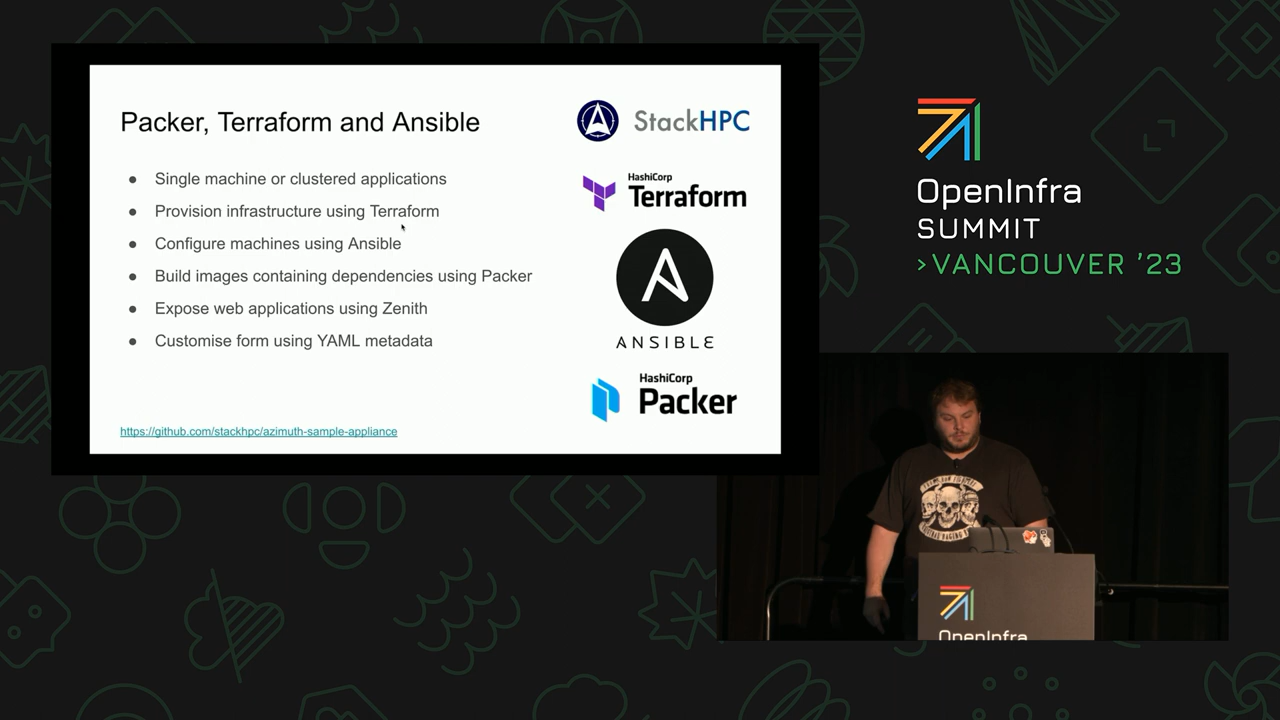 Packer, Terraform and Ansible
StackHPC
● Single machine or clustered applications
● Provision infrastructure using Terraform
● Configure machines using Ansible
● Build images containing dependencies using Packer
● Expose web applications using Zenith
● Customise form using YAML metadata
https://github.com/stackhpc/azimuth-sample-appliance
HashiCorp
Terraform
ANSIBLE
HashiCorp
Packer
OpenInfra
SUMMIT
>VANCOUVER '23
OpenInfra